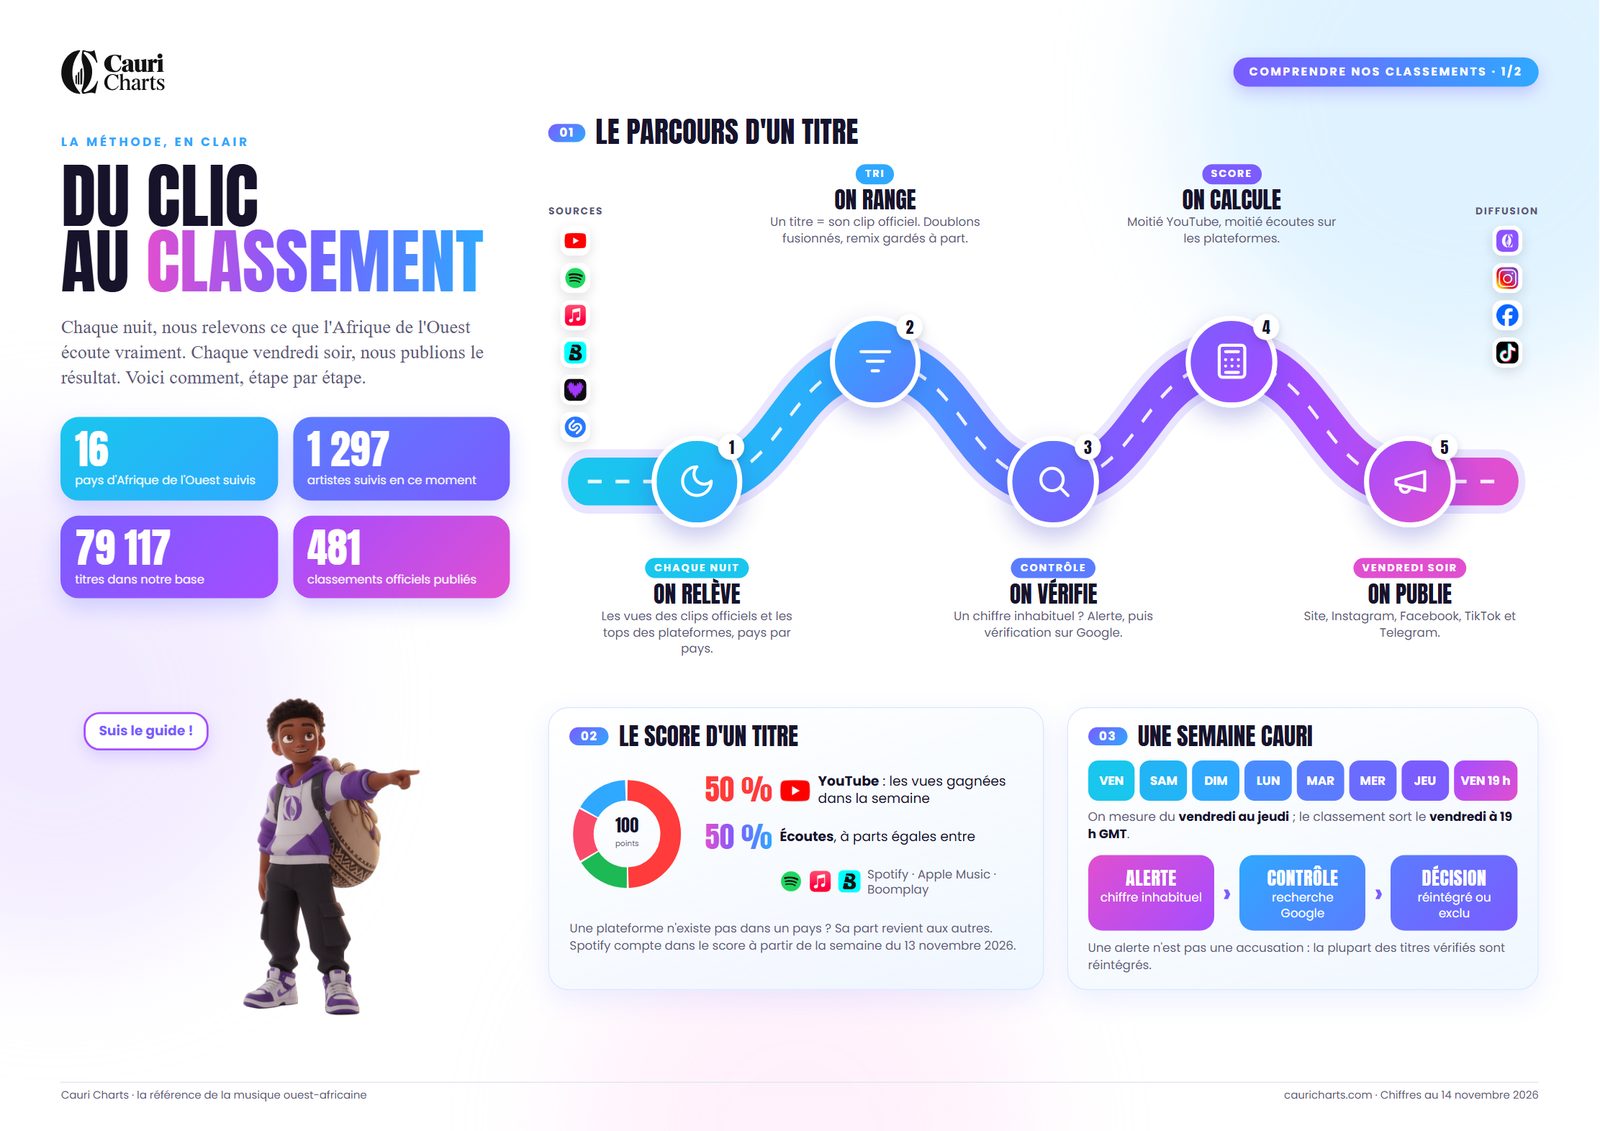 Cauri
Charts
COMPRENDRE NOS CLASSEMENTS · 1/2
LA MÉTHODE, EN CLAIR
DU CLIC
AU CLASSEMENT
Chaque nuit, nous relevons ce que l'Afrique de l'Ouest
écoute vraiment. Chaque vendredi soir, nous publions le
résultat. Voici comment, étape par étape.
16
pays d'Afrique de l'Ouest suivis
1 297
artistes suivis en ce moment
79 117
titres dans notre base
481
classements officiels publiés
Suis le guide !
01 LE PARCOURS D'UN TITRE
SOURCES
TRI
ON RANGE
Un titre = son clip officiel. Doublons
fusionnés, remix gardés à part.
SCORE
ON CALCULE
Moitié YouTube, moitié écoutes sur
les plateformes.
DIFFUSION
1
2
3
4
5
CHAQUE NUIT
ON RELÈVE
Les vues des clips officiels et les
tops des plateformes, pays par
pays.
CONTRÔLE
ON VÉRIFIE
Un chiffre inhabituel ? Alerte, puis
vérification sur Google.
VENDREDI SOIR
ON PUBLIE
Site, Instagram, Facebook, TikTok et
Telegram.
02 LE SCORE D'UN TITRE
100
points
50 % YouTube : les vues gagnées
dans la semaine
50 % Écoutes, à parts égales entre
Spotify · Apple Music ·
Boomplay
Une plateforme n'existe pas dans un pays ? Sa part revient aux autres.
Spotify compte dans le score à partir de la semaine du 13 novembre 2026.
03 UNE SEMAINE CAURI
VEN SAM DIM LUN MAR MER JEU VEN 19 h
On mesure du vendredi au jeudi ; le classement sort le vendredi à 19
h GMT.
ALERTE
chiffre inhabituel
›
CONTRÔLE
recherche
Google
›
DÉCISION
réintégré ou
exclu
Une alerte n'est pas une accusation : la plupart des titres vérifiés sont
réintégrés.
Cauri Charts · la référence de la musique ouest-africaine
cauricharts.com · Chiffres au 14 novembre 2026